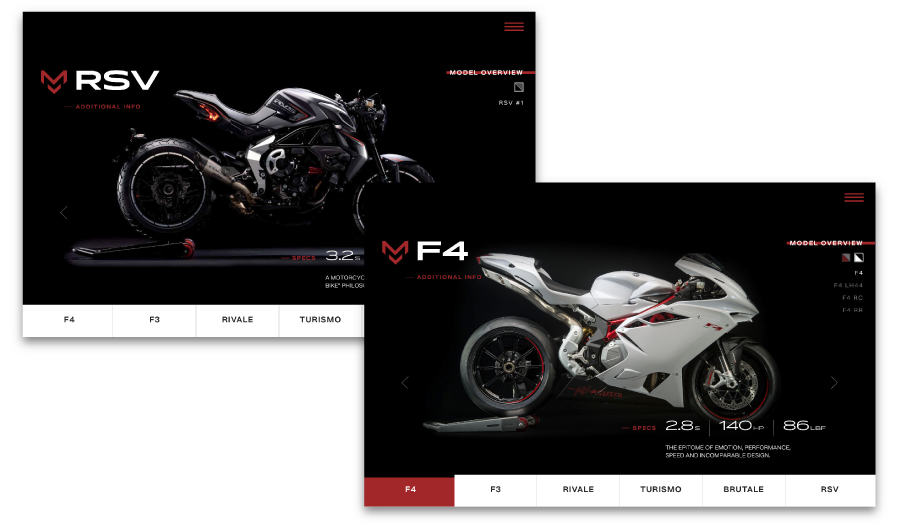 RSV
ADDITIONAL INFO
MODEL OVERVIEW
RSV #1
SPECS 3.2S
A MOTORCYC
BIKE" PHILOS
F4 F3 RIVALE TURISMO
F4
ADDITIONAL INFO
MODEL OVERVIEW
F4
F4 LH44
F4 RC
F4 RR
F4
SPECS 2.8S 140HP 86LBF
THE EPITOME OF EMOTION, PERFORMANCE,
SPEED AND INCOMPARABLE DESIGN.
F4 F3 RIVALE TURISMO BRUTALE RSV